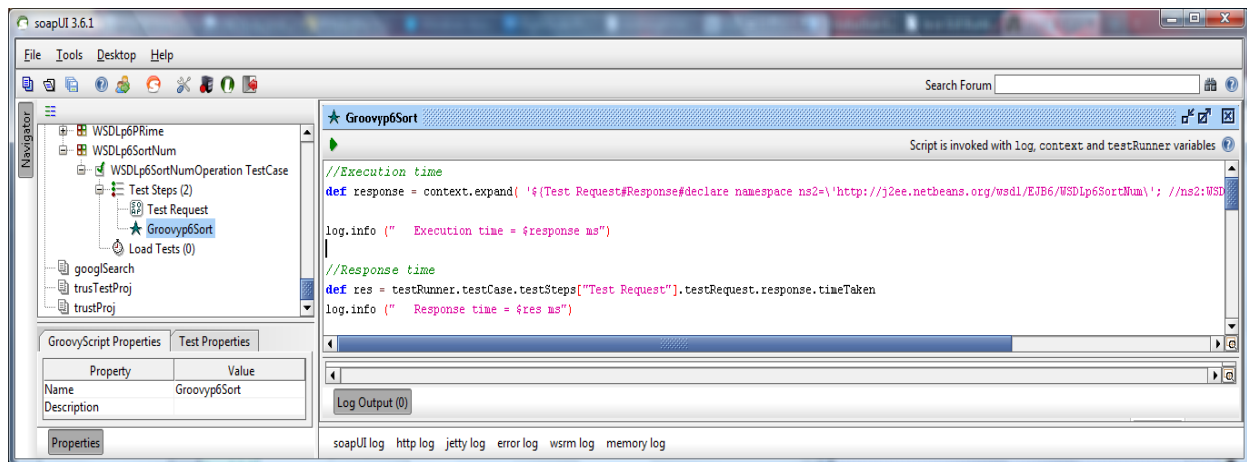 soapUI 3.6.1
File Tools Desktop Help
Search Forum
Navigator
WSDLp6PRime
WSDLp6SortNum
WSDLp6SortNumOperation TestCase
Test Steps (2)
Test Request
Groovyp6Sort
Load Tests (0)
googlSearch
trusTestProj
trustProj
GroovyScript Properties Test Properties
Property Value
Name Groovyp6Sort
Description
Properties
Groovyp6Sort
Script is invoked with log, context and testRunner variables
//Execution time
def response = context.expand( '${Test Request#Response#declare namespace ns2=\'http://j2ee.netbeans.org/wsdl/EJB6/WSDLp6SortNum\'; //ns2:WSD
log.info ("   Execution time = $response ms")
//Response time
def res = testRunner.testCase.testSteps["Test Request"].testRequest.response.timeTaken
log.info ("   Response time = $res ms")
Log Output (0)
soapUI log http log jetty log error log wsrm log memory log